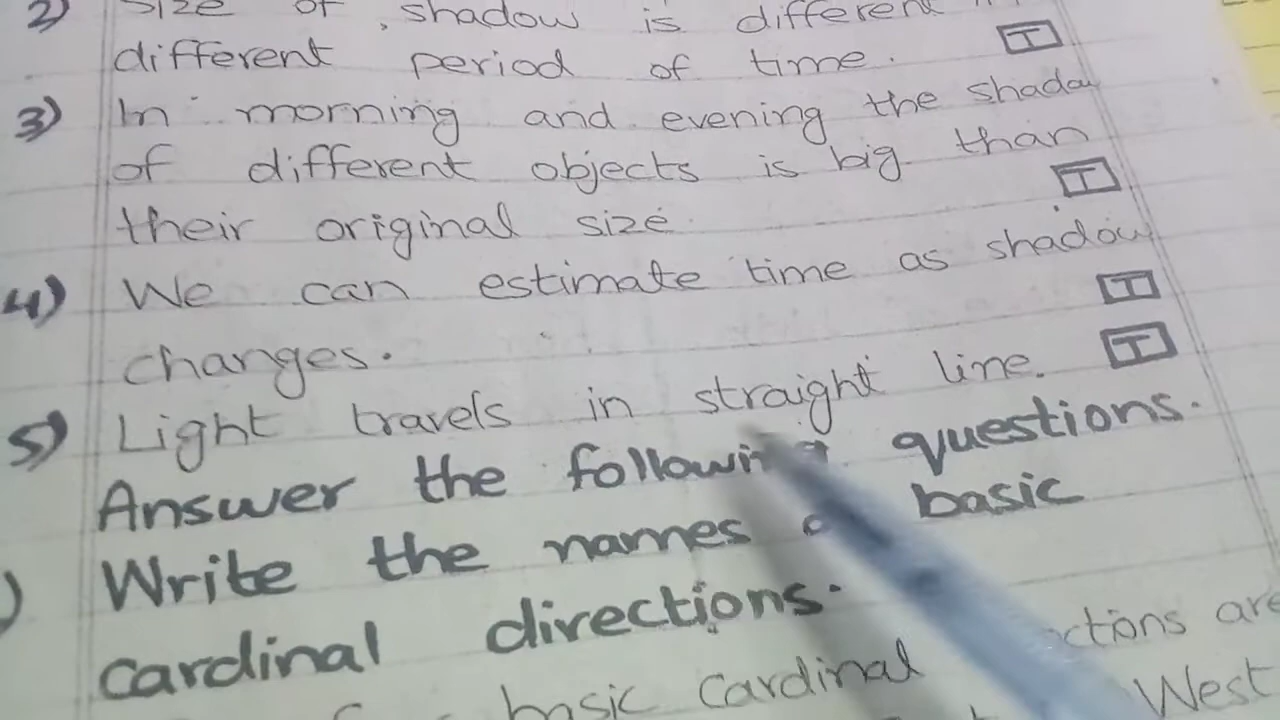 2) Size of shadow is different
different period of time. T
3) In morning and evening the shadow
of different objects is big than
their original size T
4) We can estimate time as shadow
changes. T
5) Light travels in straight line. T
Answer the following questions.
) Write the names basic
cardinal directions.
basic Cardinal are
West